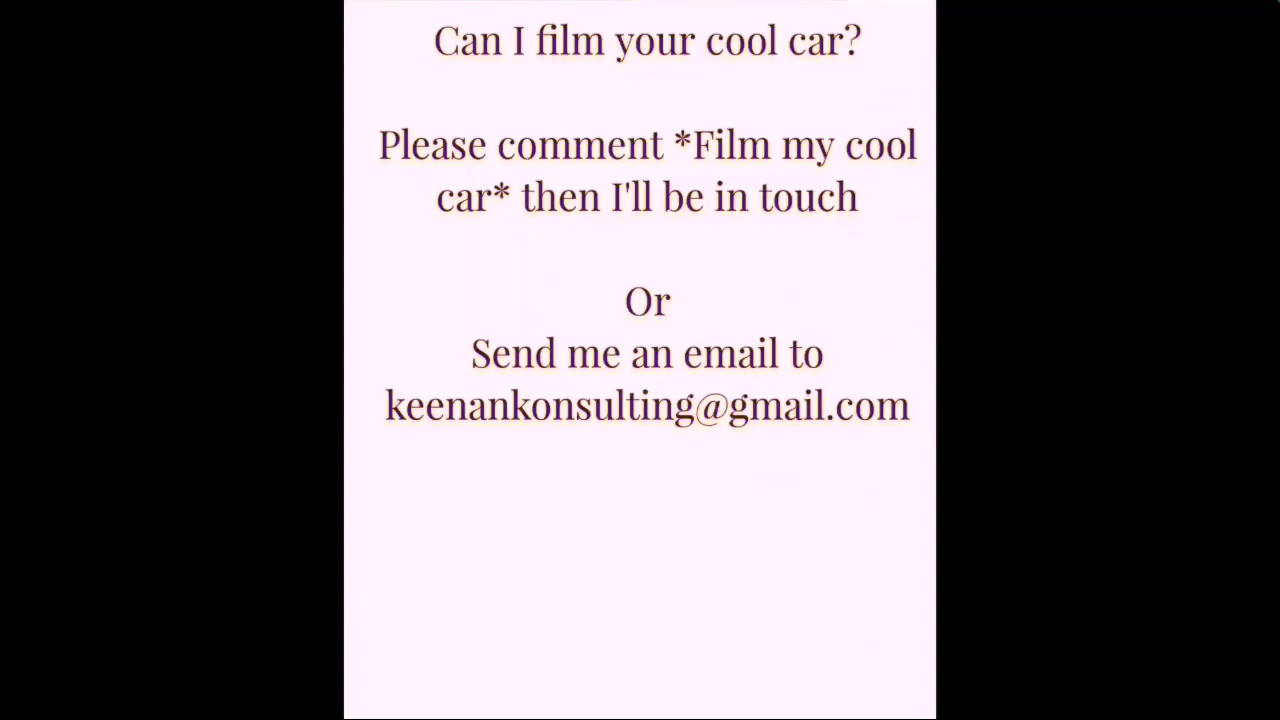 Can I film your cool car?
Please comment *Film my cool
car* then I'll be in touch
Or
Send me an email to
keenankonsulting@gmail.com